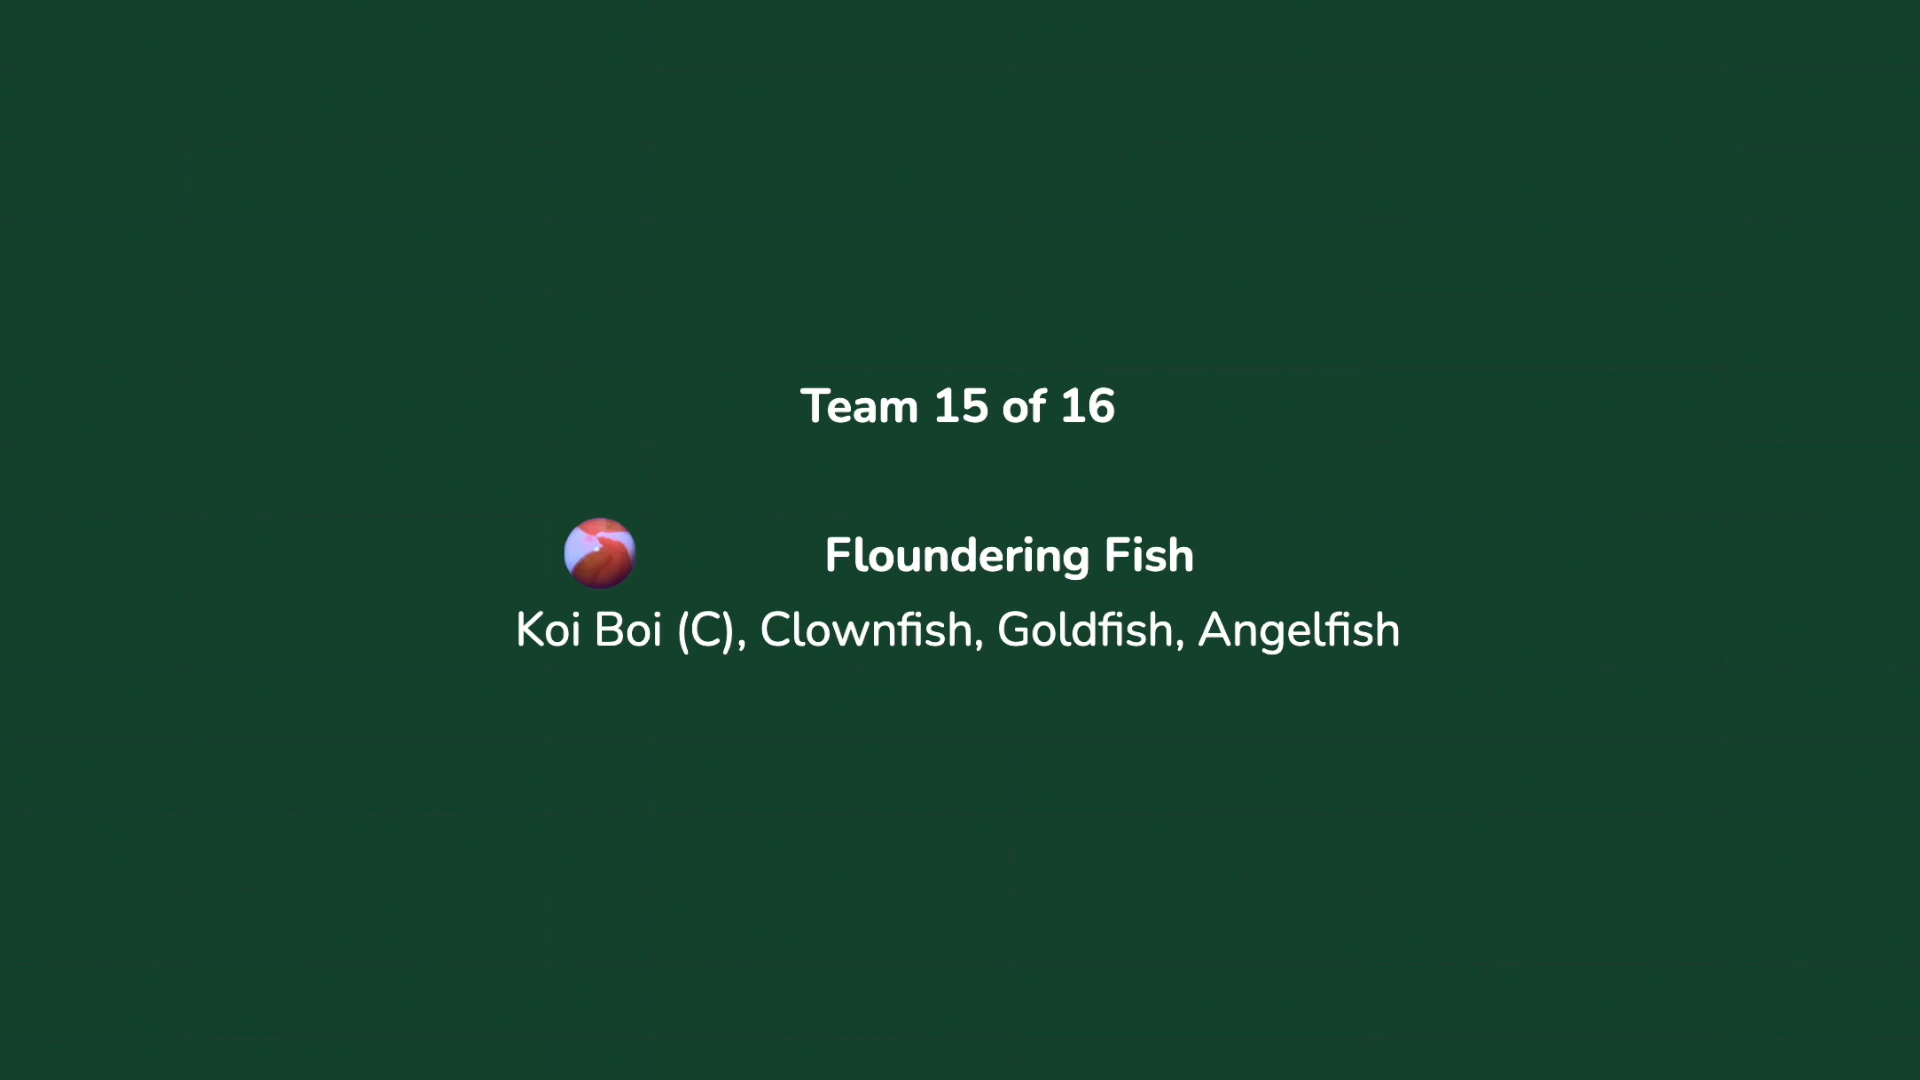 Team 15 of 16
Floundering Fish
Koi Boi (C), Clownfish, Goldfish, Angelfish